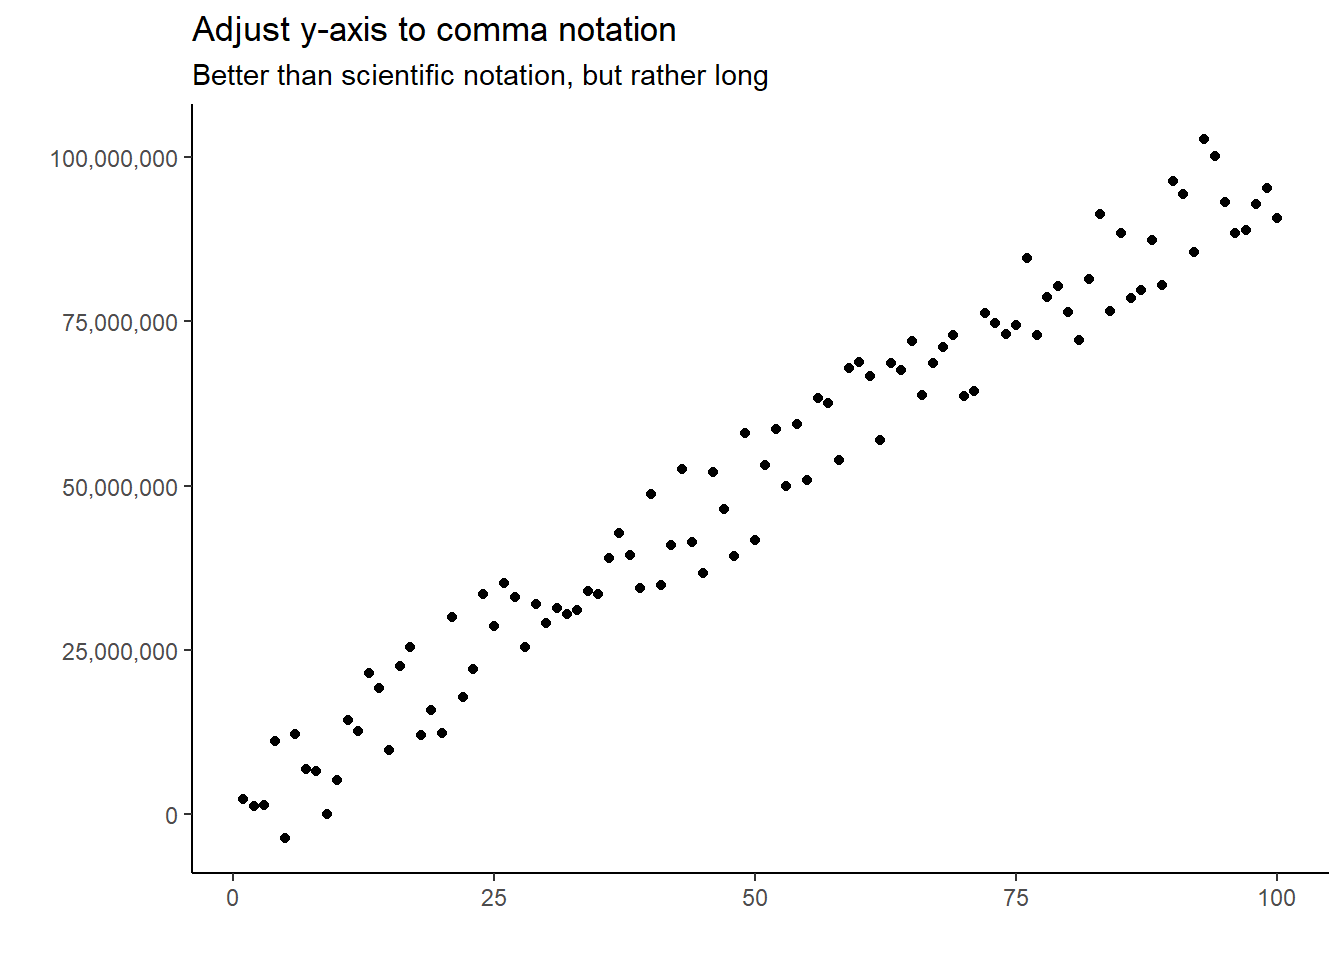 Adjust y-axis to comma notation
Better than scientific notation, but rather long
100,000,000
75,000,000
50,000,000
25,000,000
0
0 25 50 75 100